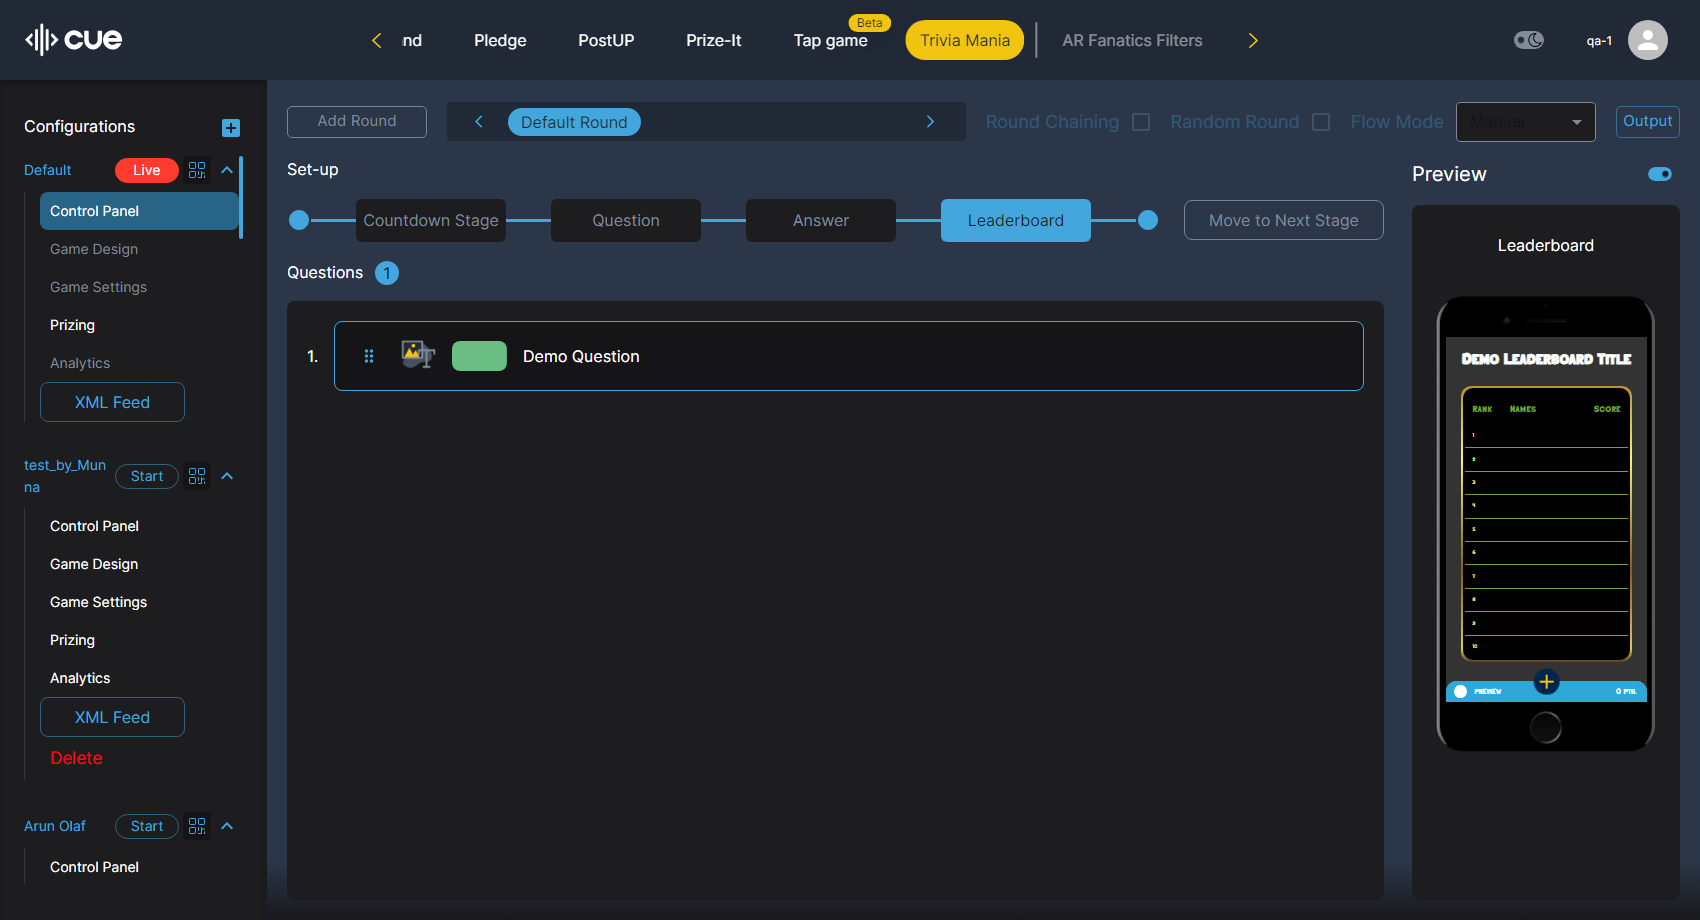 cue
nd
Pledge
PostUP
Prize-It
Tap game
Beta
Trivia Mania
AR Fanatics Filters
qa-1
Configurations
Default
Live
Control Panel
Game Design
Game Settings
Prizing
Analytics
XML Feed
test_by_Mun
na
Start
Control Panel
Game Design
Game Settings
Prizing
Analytics
XML Feed
Delete
Arun Olaf
Start
Control Panel
Add Round
Default Round
Round Chaining
Random Round
Flow Mode
Manual
Output
Set-up
Countdown Stage
Question
Answer
Leaderboard
Move to Next Stage
Questions 1
1.
Demo Question
Preview
Leaderboard
Demo Leaderboard Title
Rank Names Score
1
2
3
4
5
6
7
8
9
10
PREVIEW
0 PTS.